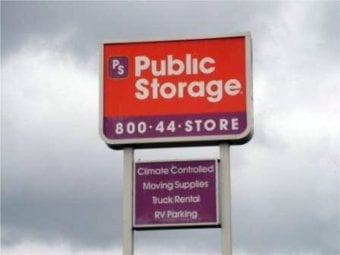 PS
Public
Storage
800·44·STORE
Climate Controlled
Moving Supplies
Truck Rental
RV Parking